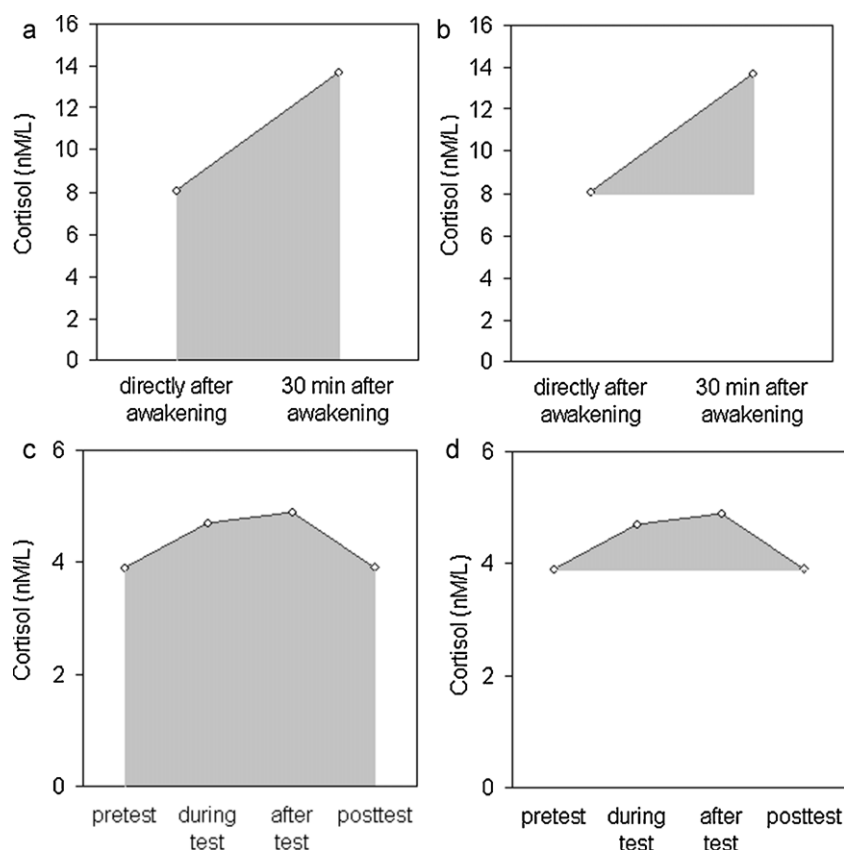 a
16
14
12
10
8
6
4
2
0
Cortisol (nM/L)
directly after
awakening
30 min after
awakening
b
16
14
12
10
8
6
4
2
0
Cortisol (nM/L)
directly after
awakening
30 min after
awakening
c
6
4
2
0
Cortisol (nM/L)
pretest
during
test
after
test
posttest
d
6
4
2
0
Cortisol (nM/L)
pretest
during
test
after
test
posttest